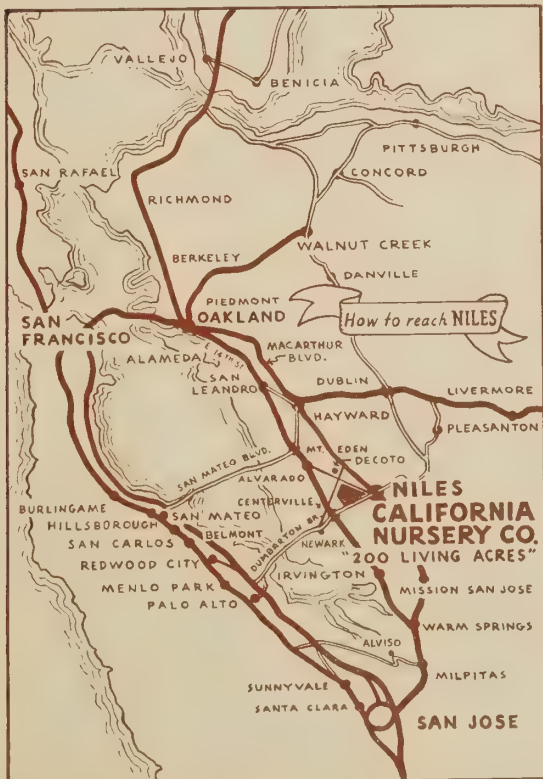 VALLEJO
BENICIA
PITTSBURGH
CONCORD
SAN RAFAEL
RICHMOND
WALNUT CREEK
BERKELEY
DANVILLE
PIEDMONT
OAKLAND
How to reach NILES
SAN
FRANCISCO
MACARTHUR
BLVD.
E. 14TH ST.
ALAMEDA
SAN
LEANDRO
DUBLIN
LIVERMORE
HAYWARD
PLEASANTON
MT. EDEN
SAN MATEO BLVD.
DECOTO
ALVARADO
CENTERVILLE
NILES
CALIFORNIA
NURSERY CO.
"200 LIVING ACRES"
BURLINGAME
HILLSBOROUGH
SAN MATEO
BELMONT
SAN CARLOS
DUMBARTON BR.
NEWARK
REDWOOD CITY
IRVINGTON
MENLO PARK
MISSION SAN JOSE
PALO ALTO
WARM SPRINGS
ALVISO
MILPITAS
SUNNYVALE
SANTA CLARA
SAN JOSE